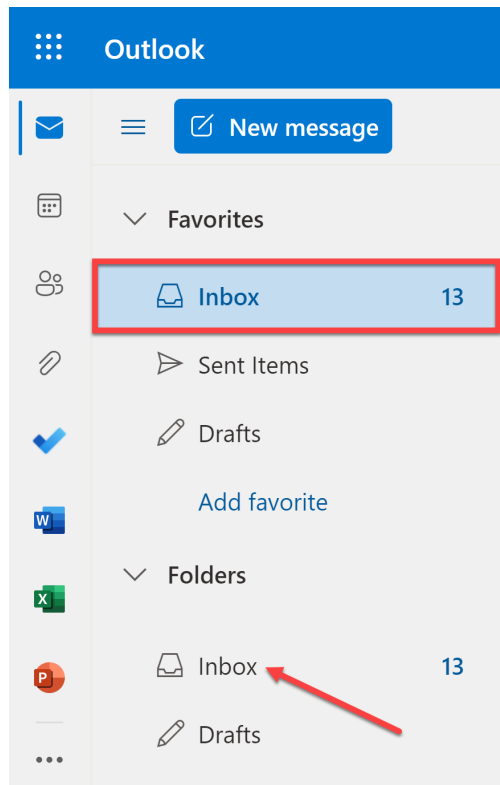 Outlook
New message
Favorites
Inbox 13
Sent Items
Drafts
Add favorite
Folders
Inbox 13
Drafts
W
X
P